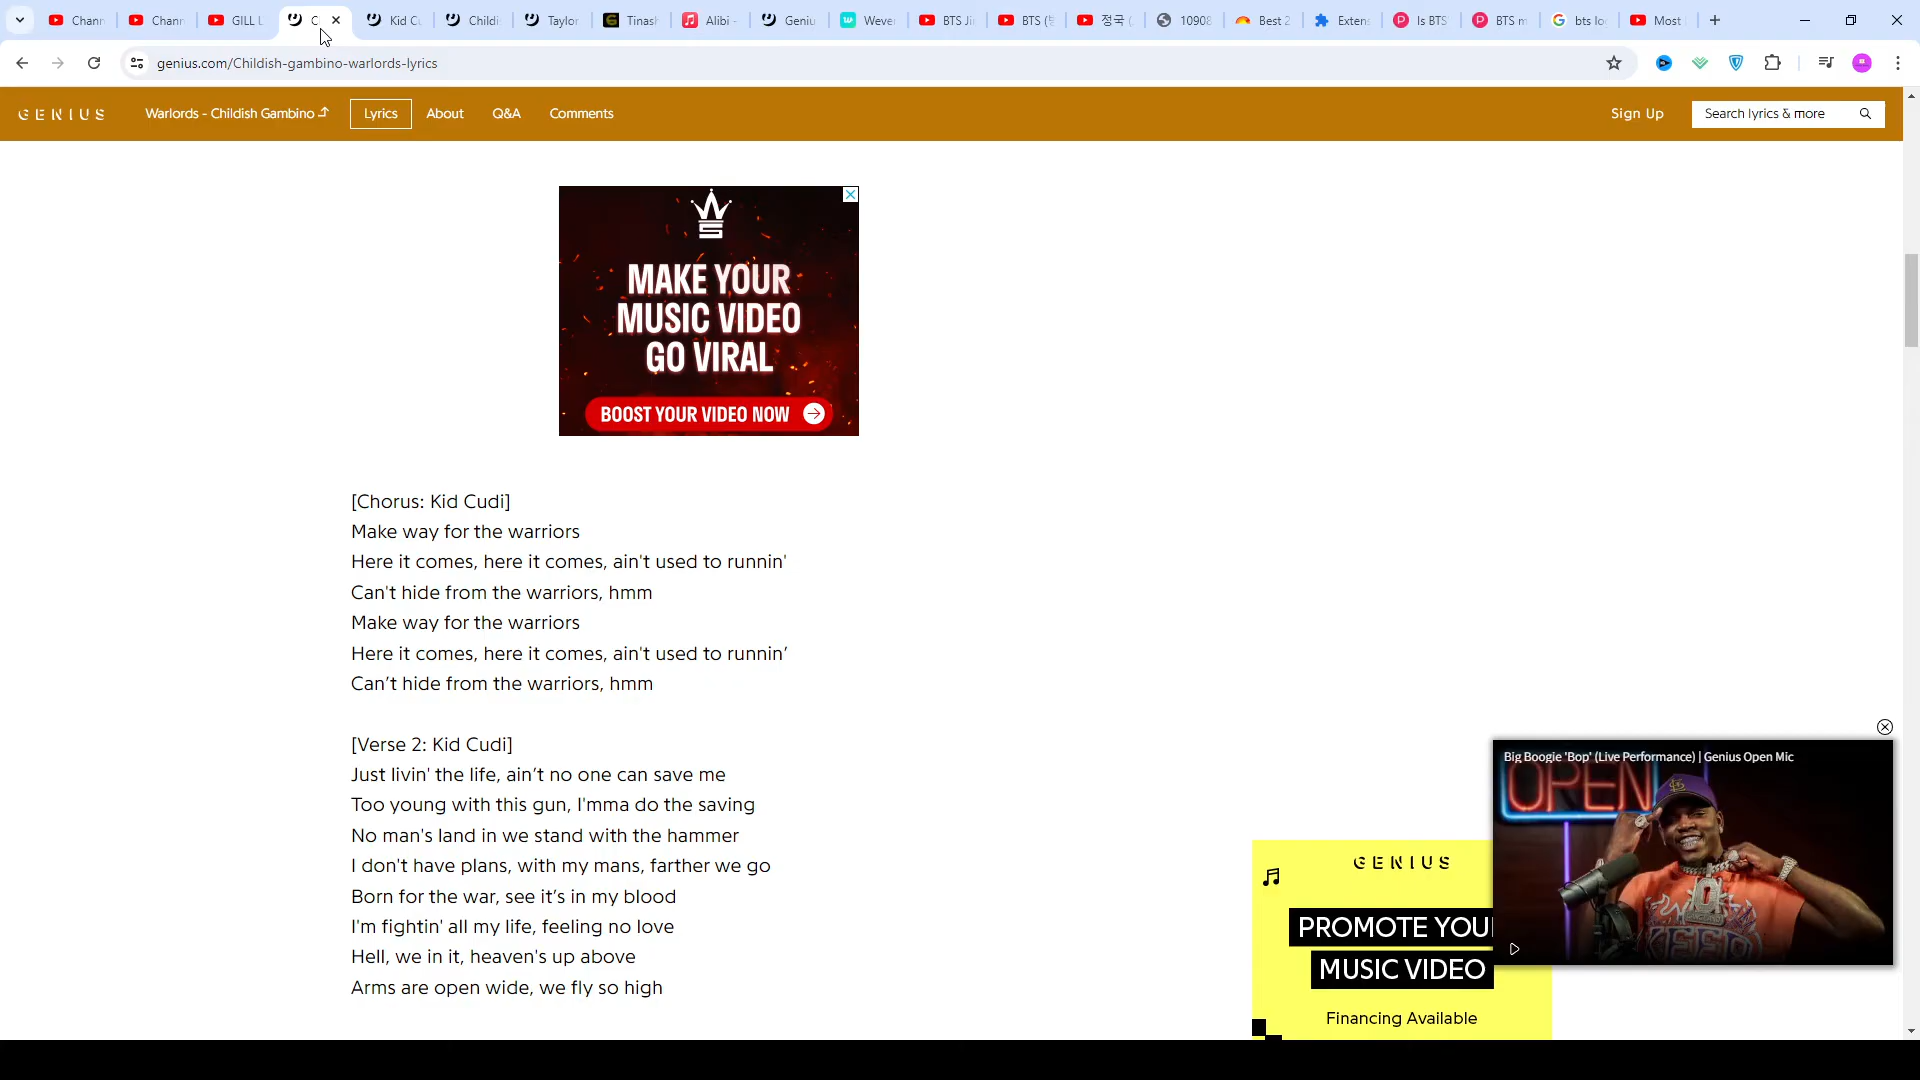 Chann
Chann
GILL L
C
Kid Cu
Childi
Taylor
Tinash
Alibi -
Geniu
Wever
BTS Ji
BTS (
정국 (
10908
Best 2
Extens
Is BTS'
BTS m
bts lo
Most
genius.com/Childish-gambino-warlords-lyrics
GENIUS
Warlords - Childish Gambino
Lyrics
About
Q&A
Comments
Sign Up
Search lyrics & more
MAKE YOUR
MUSIC VIDEO
GO VIRAL
BOOST YOUR VIDEO NOW
[Chorus: Kid Cudi]
Make way for the warriors
Here it comes, here it comes, ain't used to runnin'
Can't hide from the warriors, hmm
Make way for the warriors
Here it comes, here it comes, ain't used to runnin’
Can’t hide from the warriors, hmm
[Verse 2: Kid Cudi]
Just livin' the life, ain’t no one can save me
Too young with this gun, I'mma do the saving
No man's land in we stand with the hammer
I don't have plans, with my mans, farther we go
Born for the war, see it’s in my blood
I'm fightin' all my life, feeling no love
Hell, we in it, heaven's up above
Arms are open wide, we fly so high
Big Boogie 'Bop' (Live Performance) | Genius Open Mic
OPEN
GENIUS
PROMOTE YOU
MUSIC VIDEO
Financing Available